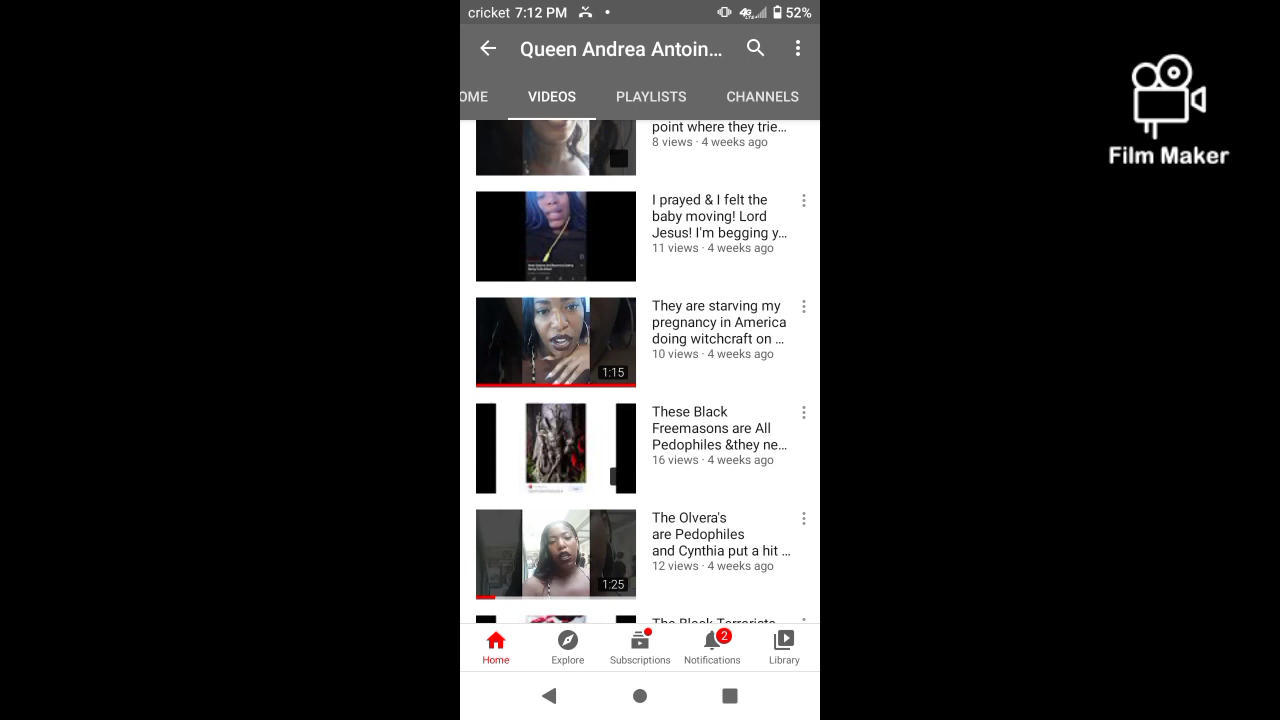 cricket 7:12 PM
4G 52%
Queen Andrea Antoin...
OME VIDEOS PLAYLISTS CHANNELS
Film Maker
point where they trie...
8 views · 4 weeks ago
I prayed & I felt the
baby moving! Lord
Jesus! I'm begging y...
11 views · 4 weeks ago
They are starving my
pregnancy in America
doing witchcraft on ...
10 views · 4 weeks ago
1:15
These Black
Freemasons are All
Pedophiles &they ne...
16 views · 4 weeks ago
The Olvera's
are Pedophiles
and Cynthia put a hit ...
12 views · 4 weeks ago
1:25
The Black Terrorists
2
Home Explore Subscriptions Notifications Library